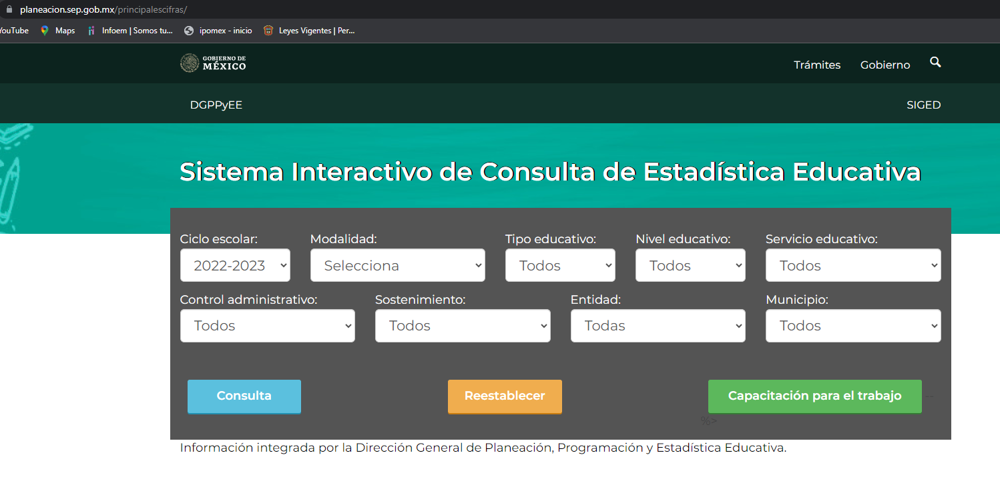 planeacion.sep.gob.mx/principalescifras/
YouTube Maps Infoem | Somos tu... ipomex - inicio Leyes Vigentes | Per...
GOBIERNO DE
MÉXICO
Trámites Gobierno
DGPPyEE SIGED
Sistema Interactivo de Consulta de Estadística Educativa
Ciclo escolar: Modalidad: Tipo educativo: Nivel educativo: Servicio educativo:
2022-2023 Selecciona Todos Todos Todos
Control administrativo: Sostenimiento: Entidad: Municipio:
Todos Todos Todas Todos
Consulta Reestablecer Capacitación para el trabajo --
%>
Información integrada por la Dirección General de Planeación, Programación y Estadística Educativa.